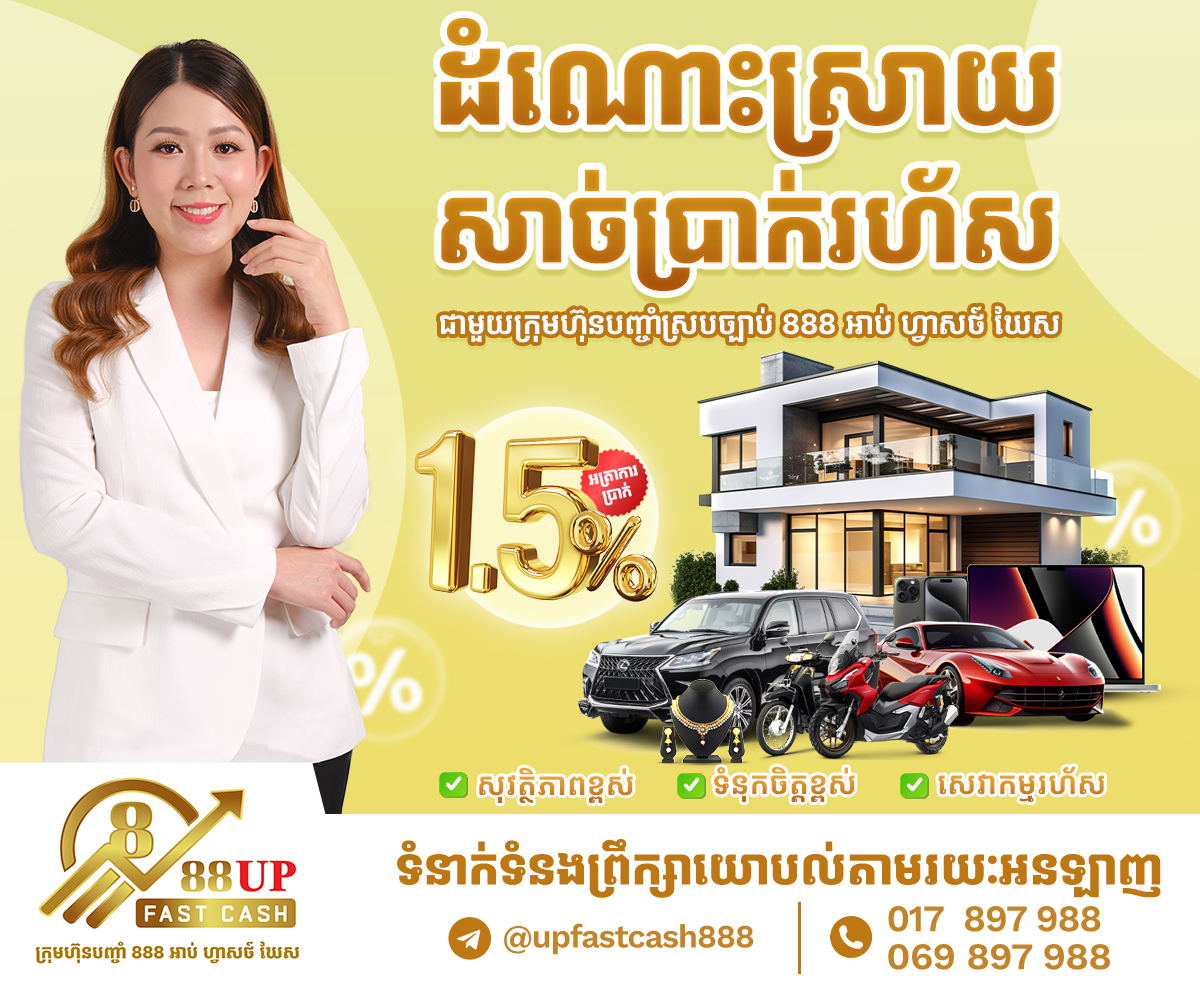 ដំណោះស្រាយ
សាច់ប្រាក់រហ័ស
ជាមួយក្រុមហ៊ុនបញ្ចាំស្របច្បាប់ 888 អាប់ ហ្វាសថ៍ ឃែស
1.5%
អត្រាការ
ប្រាក់
%
%
សុវត្ថិភាពខ្ពស់
ទំនុកចិត្តខ្ពស់
សេវាកម្មរហ័ស
8
88UP
FAST CASH
ក្រុមហ៊ុនបញ្ចាំ 888 អាប់ ហ្វាសថ៍ ឃែស
ទំនាក់ទំនងព្រឹក្សាយោបល់តាមរយៈអនឡាញ
@upfastcash888
017 897 988
069 897 988